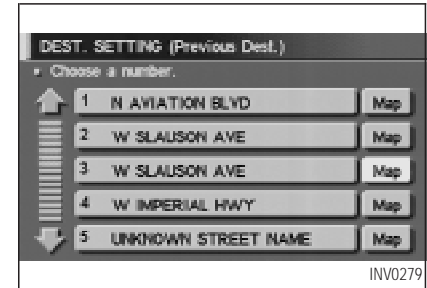 DEST. SETTING (Previous Dest.)
Choose a number.
1 N AVIATION BLVD Map
2 W SLAUSON AVE Map
3 W SLAUSON AVE Map
4 W IMPERIAL HWY Map
5 UNKNOWN STREET NAME Map
INV0279